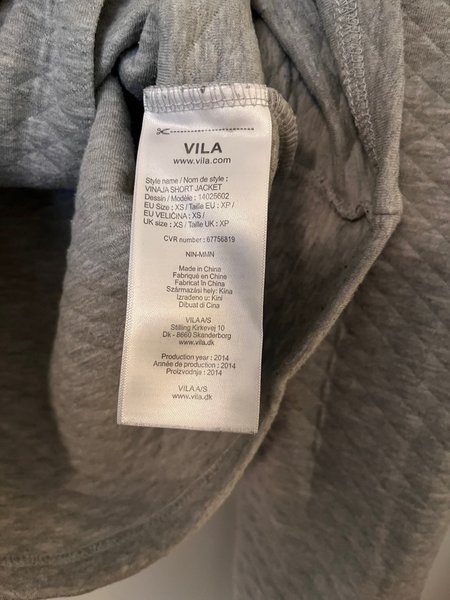 VILA
www.vila.com
Style name / Nom de style :
VINAJA SHORT JACKET
Dessin / Modèle : 14025602
EU Size : XS / Taille EU : XP /
EU VELIČINA : XS /
UK size : XS / Taille UK : XP
CVR number : 67756819
NIN-MMN
Made in China
Fabriqué en Chine
Fabricat în China
Származási hely: Kína
Izrađeno u: Kini
Dibuat di Cina
VILA A/S
Stilling Kirkevej 10
Dk - 8660 Skanderborg
www.vila.dk
Production year : 2014
Année de production : 2014
Proizvodnja : 2014
VILA A/S
www.vila.dk